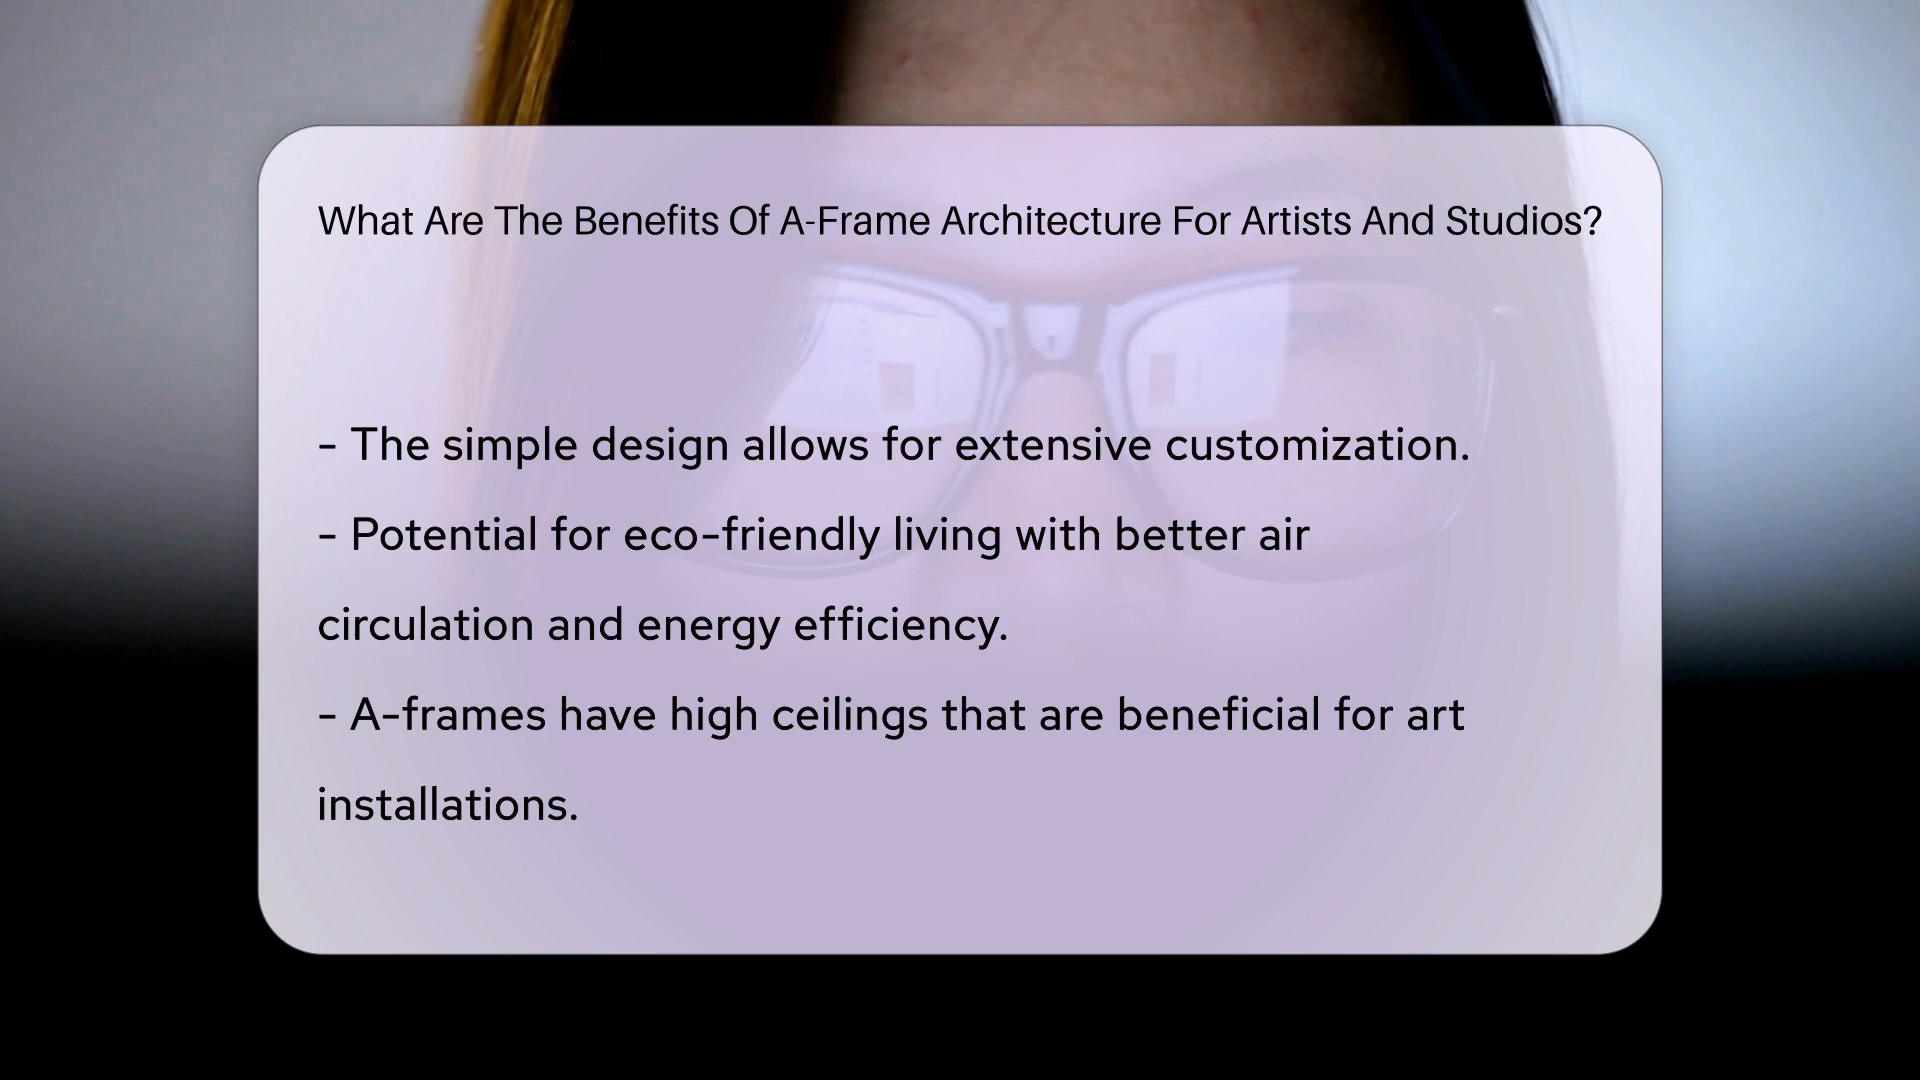 What Are The Benefits Of A-Frame Architecture For Artists And Studios?
- The simple design allows for extensive customization.
- Potential for eco-friendly living with better air
circulation and energy efficiency.
- A-frames have high ceilings that are beneficial for art
installations.